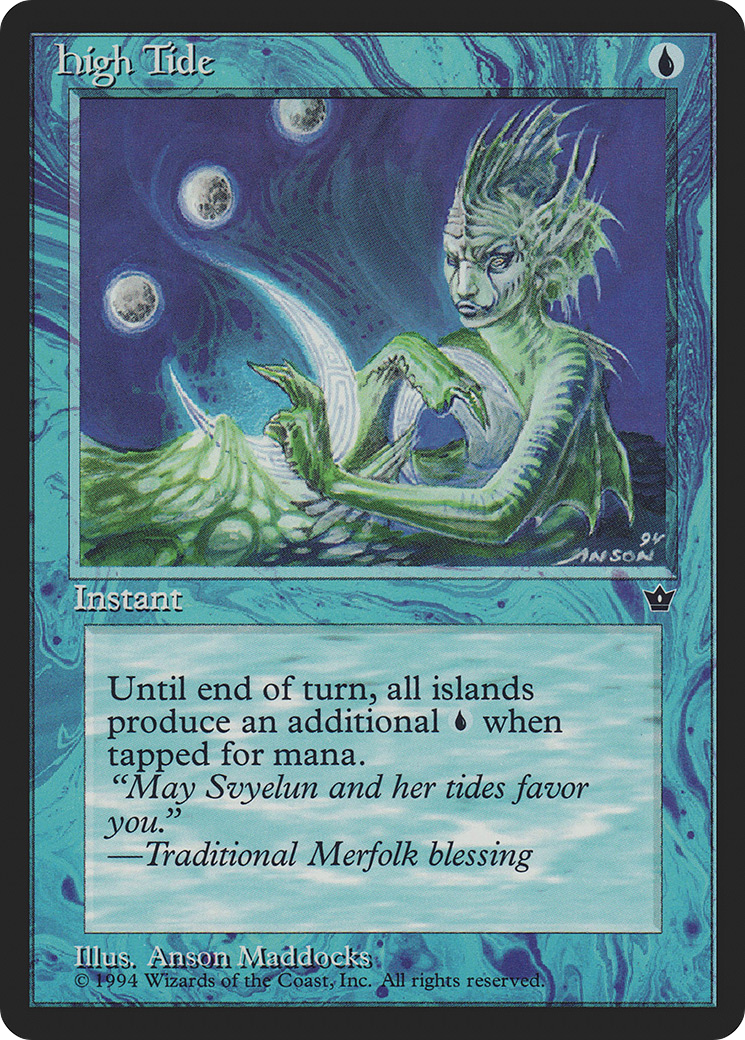 High Tide
94
ANSON
Instant
Until end of turn, all islands
produce an additional when
tapped for mana.
“May Svyelun and her tides favor
you.”
—Traditional Merfolk blessing
Illus. Anson Maddocks
© 1994 Wizards of the Coast, Inc. All rights reserved.